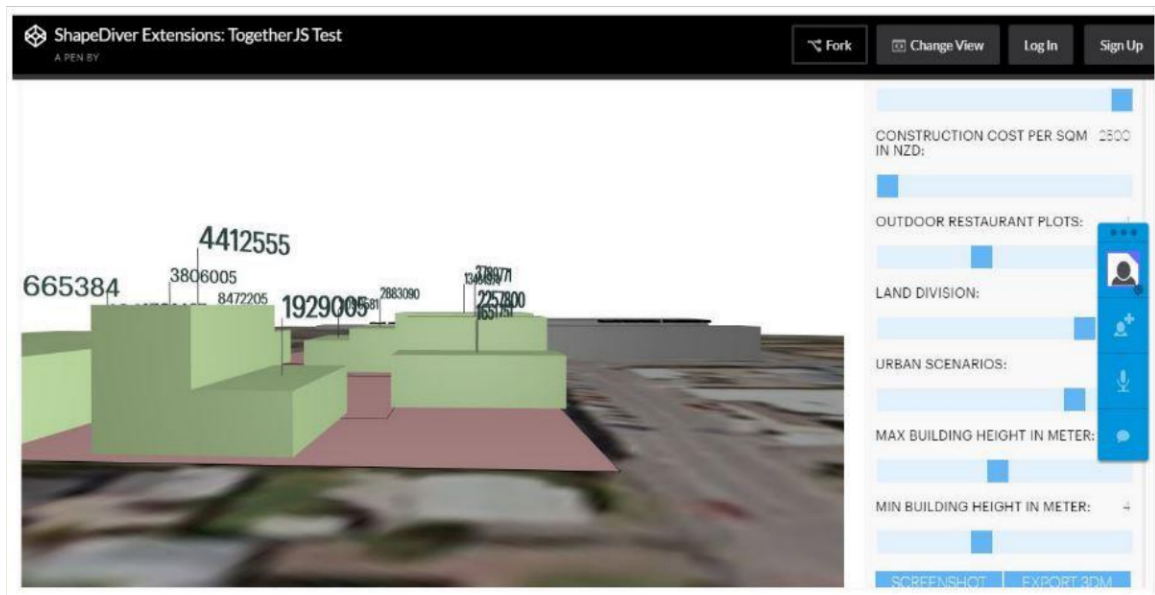 ShapeDiver Extensions: TogetherJS Test
A PEN BY
Fork
Change View
Log In
Sign Up
CONSTRUCTION COST PER SQM 2500
IN NZD:
OUTDOOR RESTAURANT PLOTS:
LAND DIVISION:
URBAN SCENARIOS:
MAX BUILDING HEIGHT IN METER:
MIN BUILDING HEIGHT IN METER: 4
SCREENSHOT
EXPORT 3DM
4412555
665384
3806005
8472205
1929005
2883090
2257800